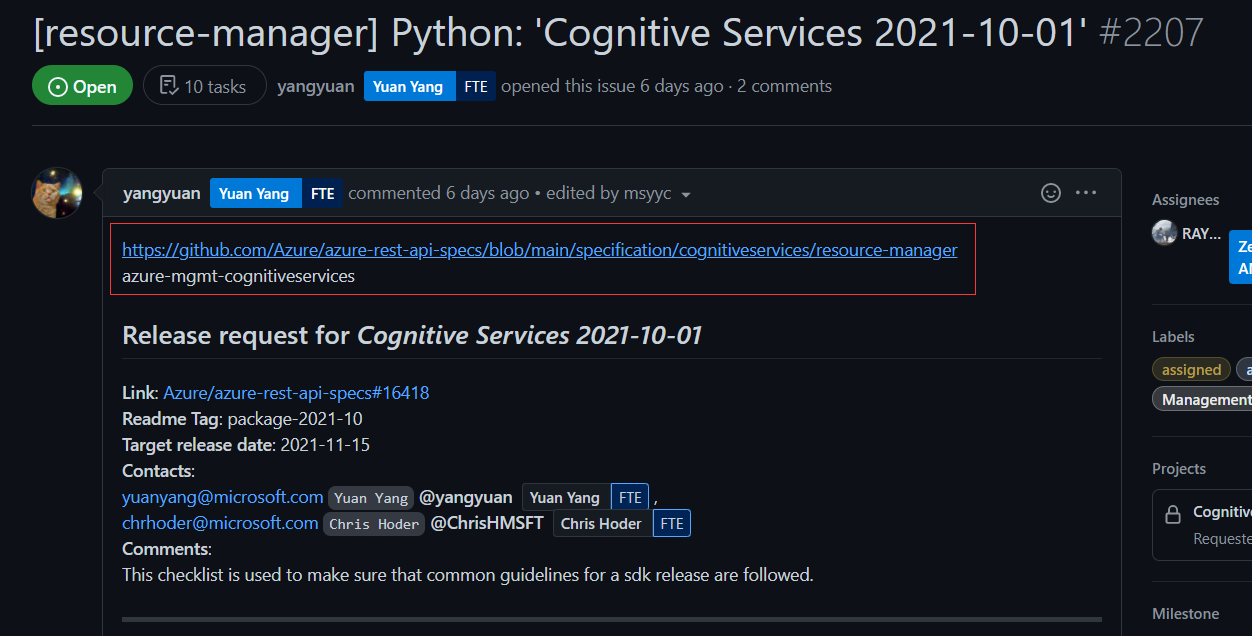 [resource-manager] Python: 'Cognitive Services 2021-10-01' #2207
Open 10 tasks yangyuan Yuan Yang FTE opened this issue 6 days ago · 2 comments
yangyuan Yuan Yang FTE commented 6 days ago • edited by msyyc
https://github.com/Azure/azure-rest-api-specs/blob/main/specification/cognitiveservices/resource-manager
azure-mgmt-cognitiveservices
Release request for Cognitive Services 2021-10-01
Link: Azure/azure-rest-api-specs#16418
Readme Tag: package-2021-10
Target release date: 2021-11-15
Contacts:
yuanyang@microsoft.com Yuan Yang @yangyuan Yuan Yang FTE ,
chrhoder@microsoft.com Chris Hoder @ChrisHMSFT Chris Hoder FTE
Comments:
This checklist is used to make sure that common guidelines for a sdk release are followed.
Assignees
RAY...
Labels
assigned
Management
Projects
Requeste
Milestone